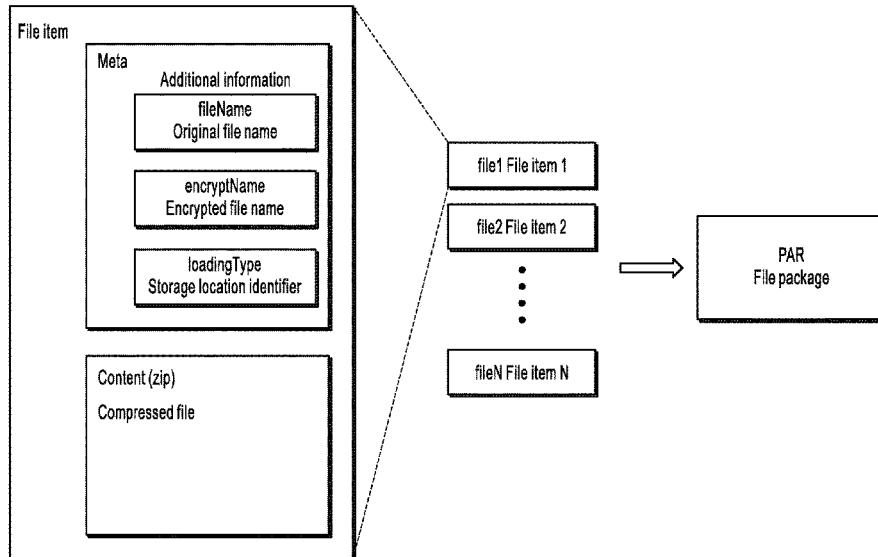 File item
Meta
Additional information
fileName
Original file name
encryptName
Encrypted file name
loadingType
Storage location identifier
Content (zip)
Compressed file
file1 File item 1
file2 File item 2
fileN File item N
PAR
File package